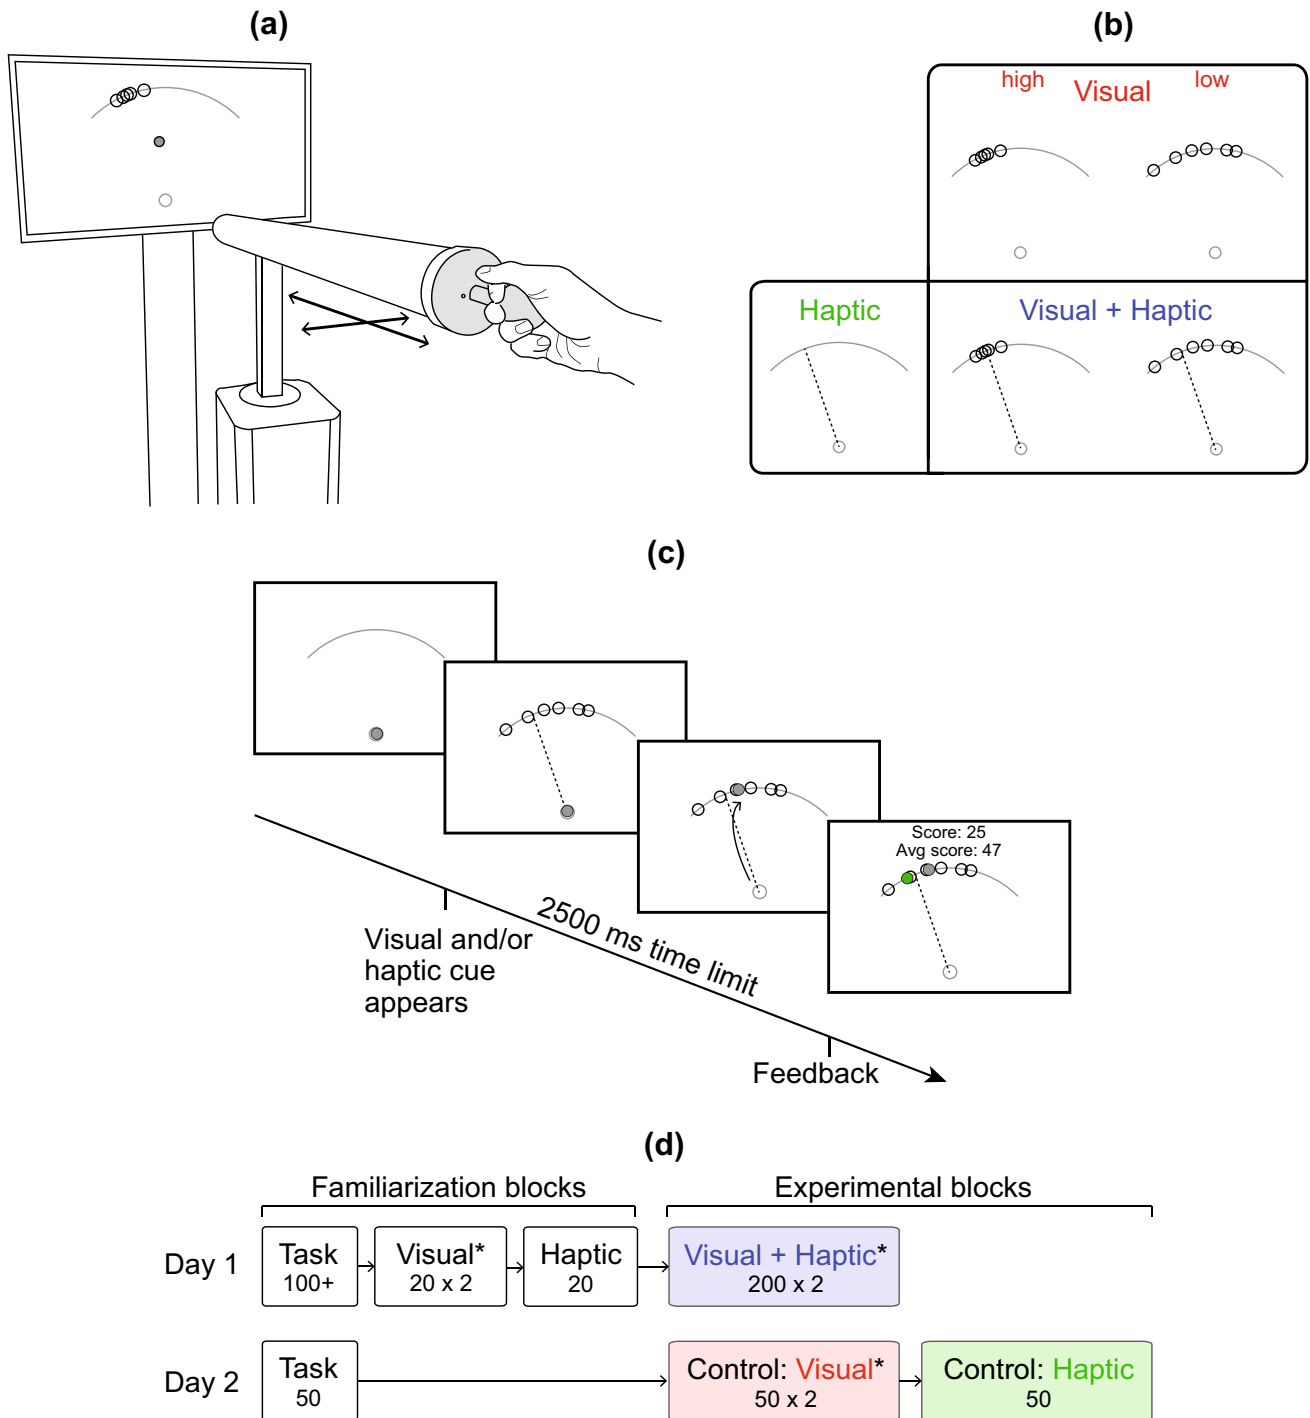 (a)
(b)
high
Visual
low
Haptic
Visual + Haptic
(c)
Score: 25
Avg score: 47
2500 ms time limit
Visual and/or
haptic cue
appears
Feedback
(d)
Familiarization blocks
Experimental blocks
Day 1
Task
100+
Visual*
20 x 2
Haptic
20
Visual + Haptic*
200 x 2
Day 2
Task
50
Control: Visual*
50 x 2
Control: Haptic
50